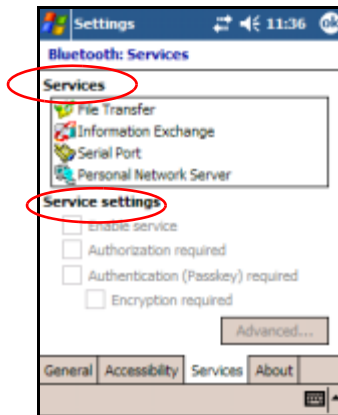 Settings 11:36 ok
Bluetooth: Services
Services
File Transfer
Information Exchange
Serial Port
Personal Network Server
Service settings
Enable service
Authorization required
Authentication (Passkey) required
Encryption required
Advanced...
General Accessibility Services About